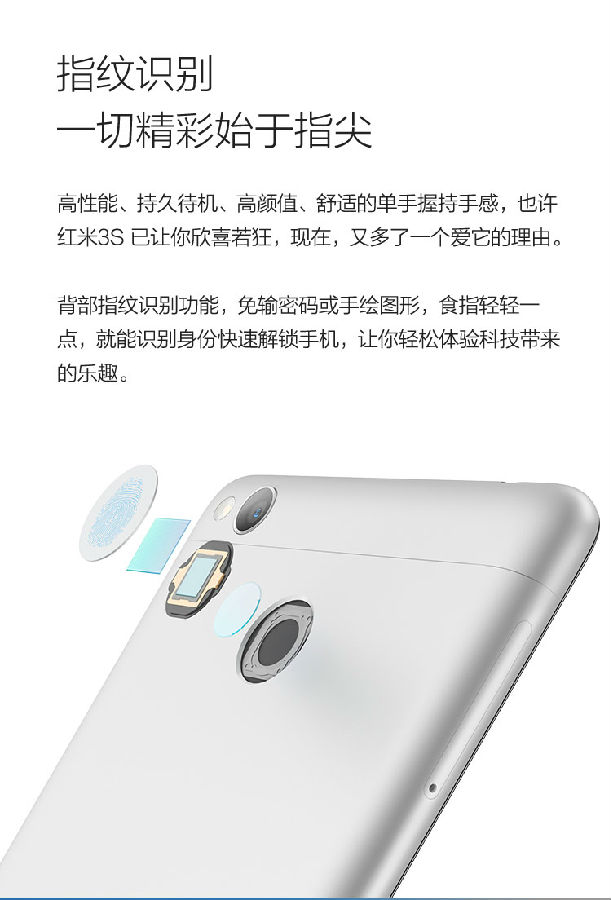 指纹识别
一切精彩始于指尖
高性能、持久待机、高颜值、舒适的单手握持手感，也许
红米3S 已让你欣喜若狂，现在，又多了一个爱它的理由。
背部指纹识别功能，免输密码或手绘图形，食指轻轻一
点，就能识别身份快速解锁手机，让你轻松体验科技带来
的乐趣。